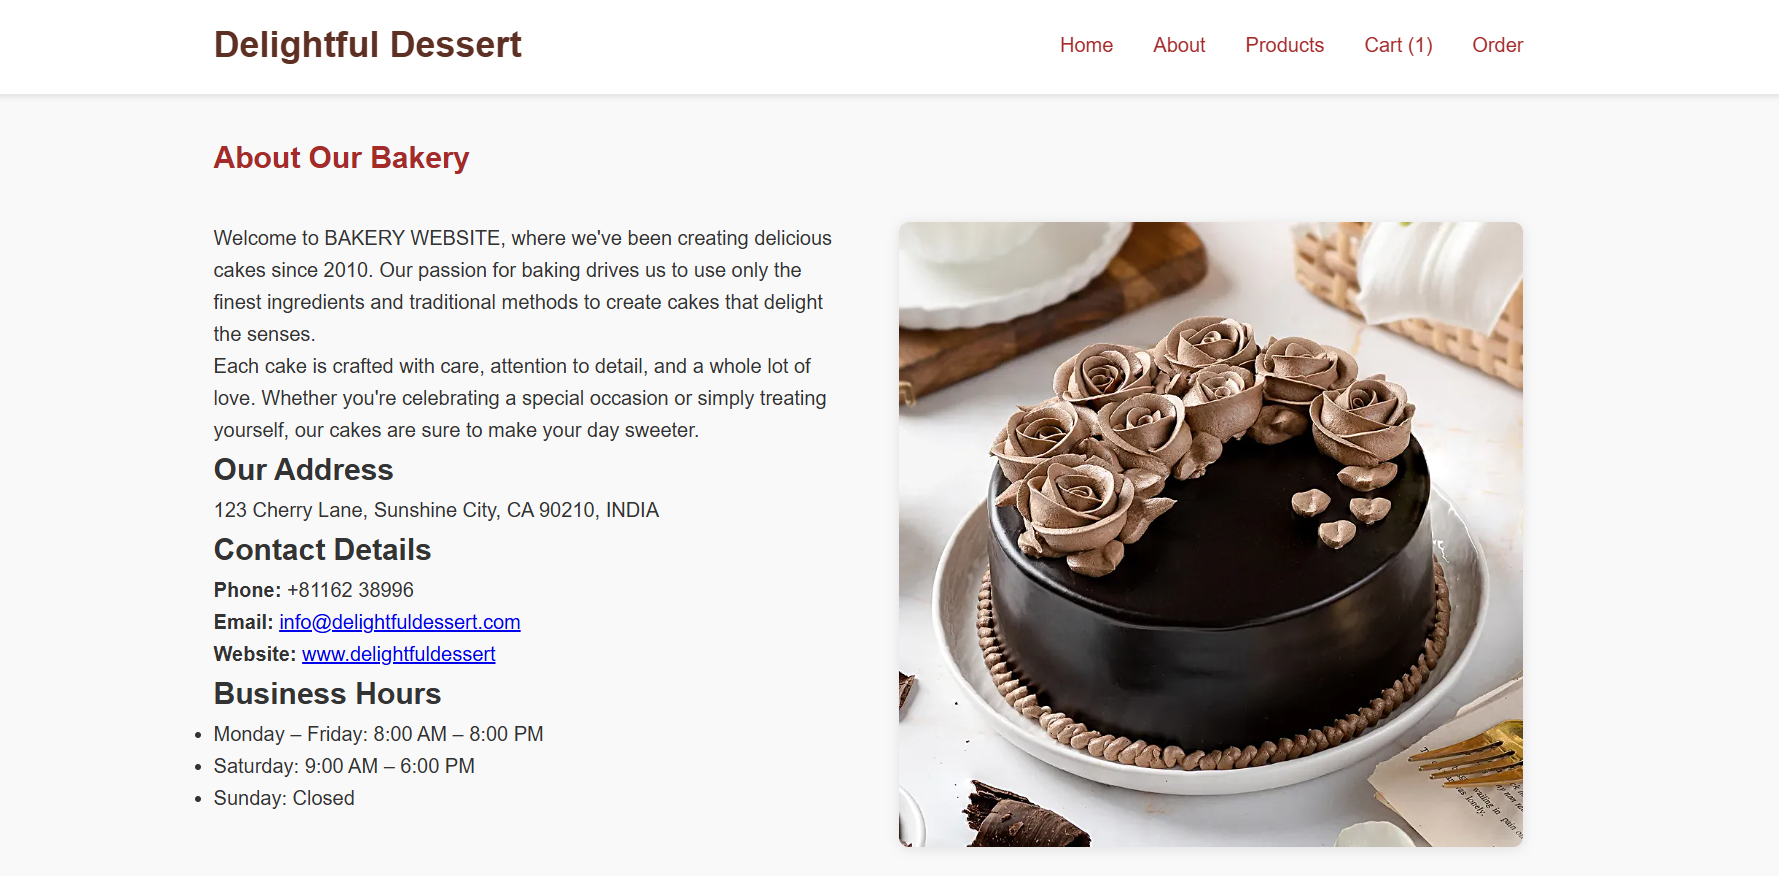 Delightful Dessert
Home About Products Cart (1) Order
About Our Bakery
Welcome to BAKERY WEBSITE, where we've been creating delicious
cakes since 2010. Our passion for baking drives us to use only the
finest ingredients and traditional methods to create cakes that delight
the senses.
Each cake is crafted with care, attention to detail, and a whole lot of
love. Whether you're celebrating a special occasion or simply treating
yourself, our cakes are sure to make your day sweeter.
Our Address
123 Cherry Lane, Sunshine City, CA 90210, INDIA
Contact Details
Phone: +81162 38996
Email: info@delightfuldessert.com
Website: www.delightfuldessert
Business Hours
• Monday – Friday: 8:00 AM – 8:00 PM
• Saturday: 9:00 AM – 6:00 PM
• Sunday: Closed
waiting in pain
lovely.